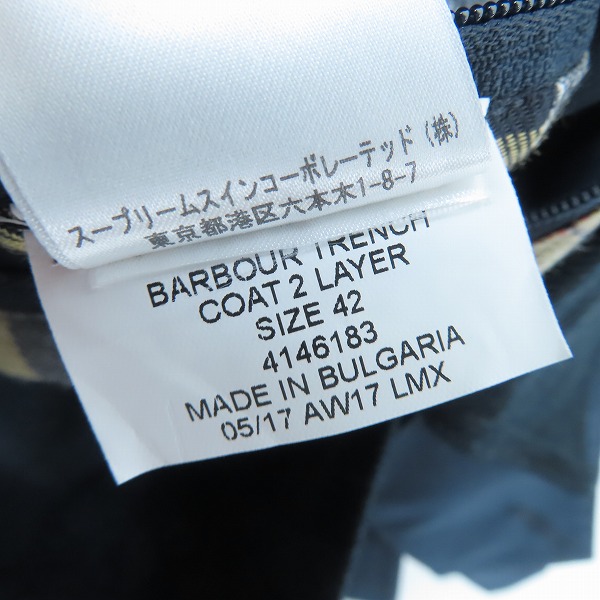 スープリームスインコーポレーテッド（株）
東京都港区六本木1-8-7
BARBOUR TRENCH
COAT 2 LAYER
SIZE 42
4146183
MADE IN BULGARIA
05/17 AW17 LMX